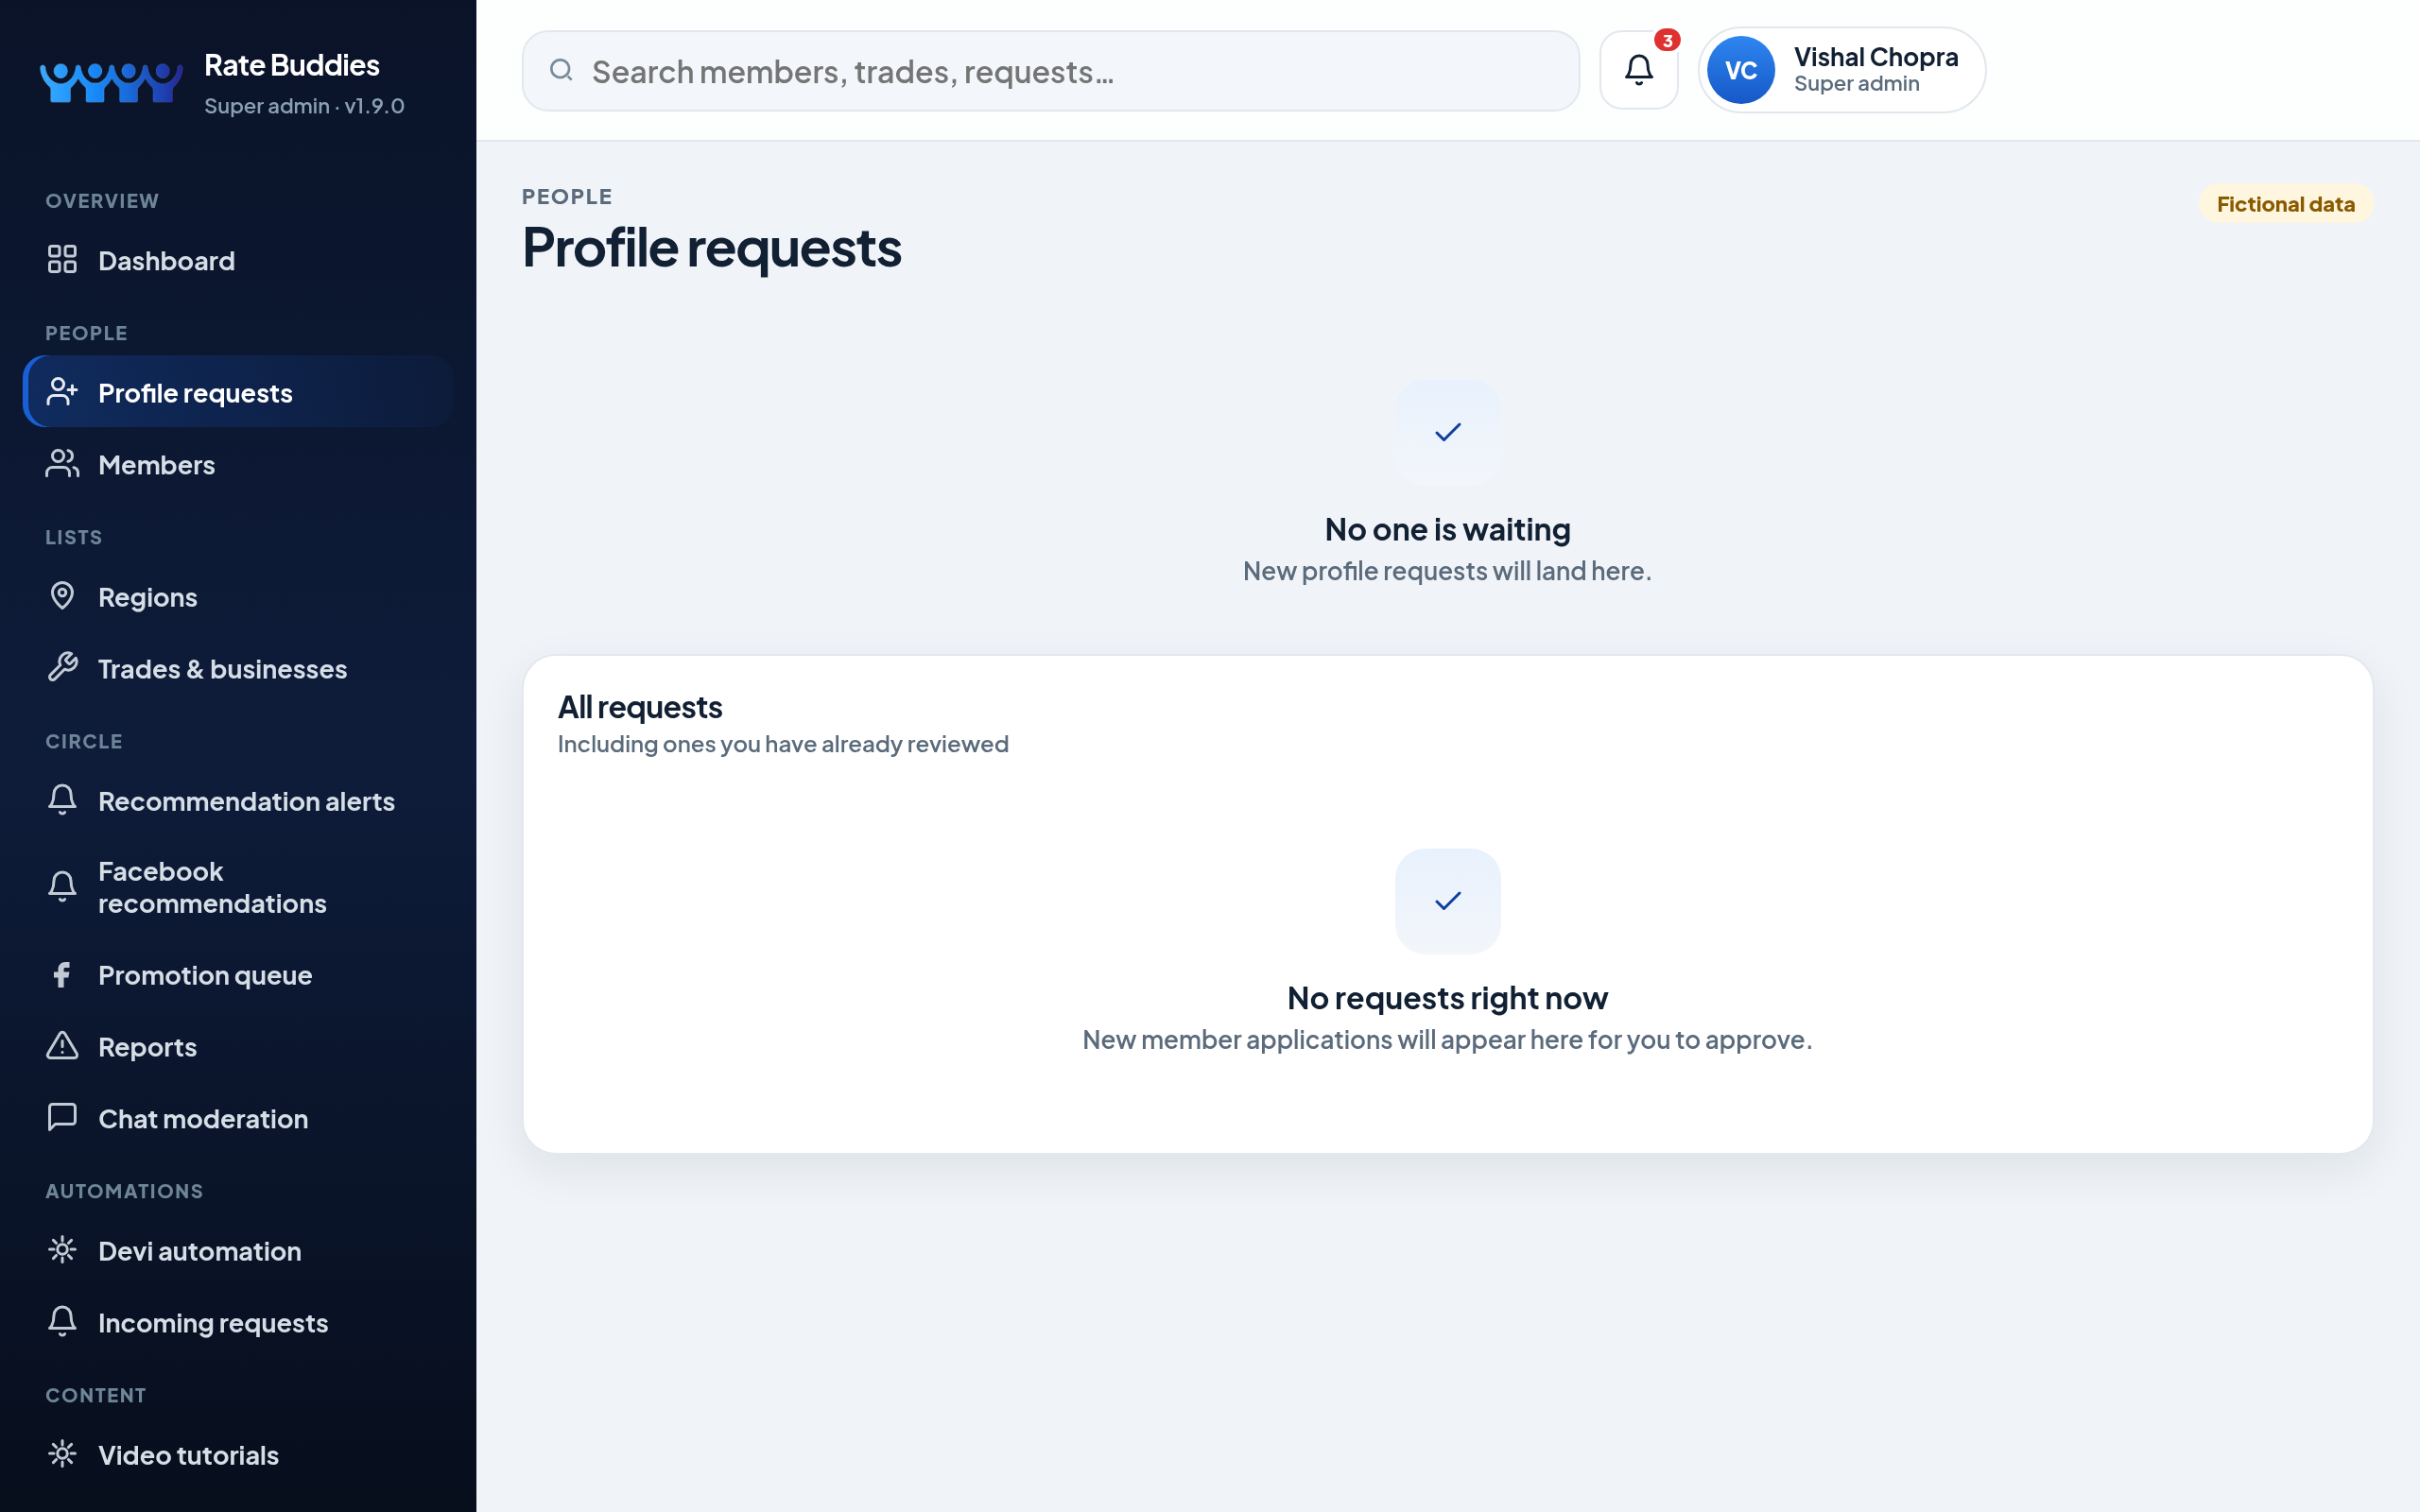 Rate Buddies
Super admin · v1.9.0
OVERVIEW
Dashboard
PEOPLE
Profile requests
Members
LISTS
Regions
Trades & businesses
CIRCLE
Recommendation alerts
Facebook
recommendations
Promotion queue
Reports
Chat moderation
AUTOMATIONS
Devi automation
Incoming requests
CONTENT
Video tutorials
Search members, trades, requests...
3
VC
Vishal Chopra
Super admin
PEOPLE
Profile requests
Fictional data
No one is waiting
New profile requests will land here.
All requests
Including ones you have already reviewed
No requests right now
New member applications will appear here for you to approve.